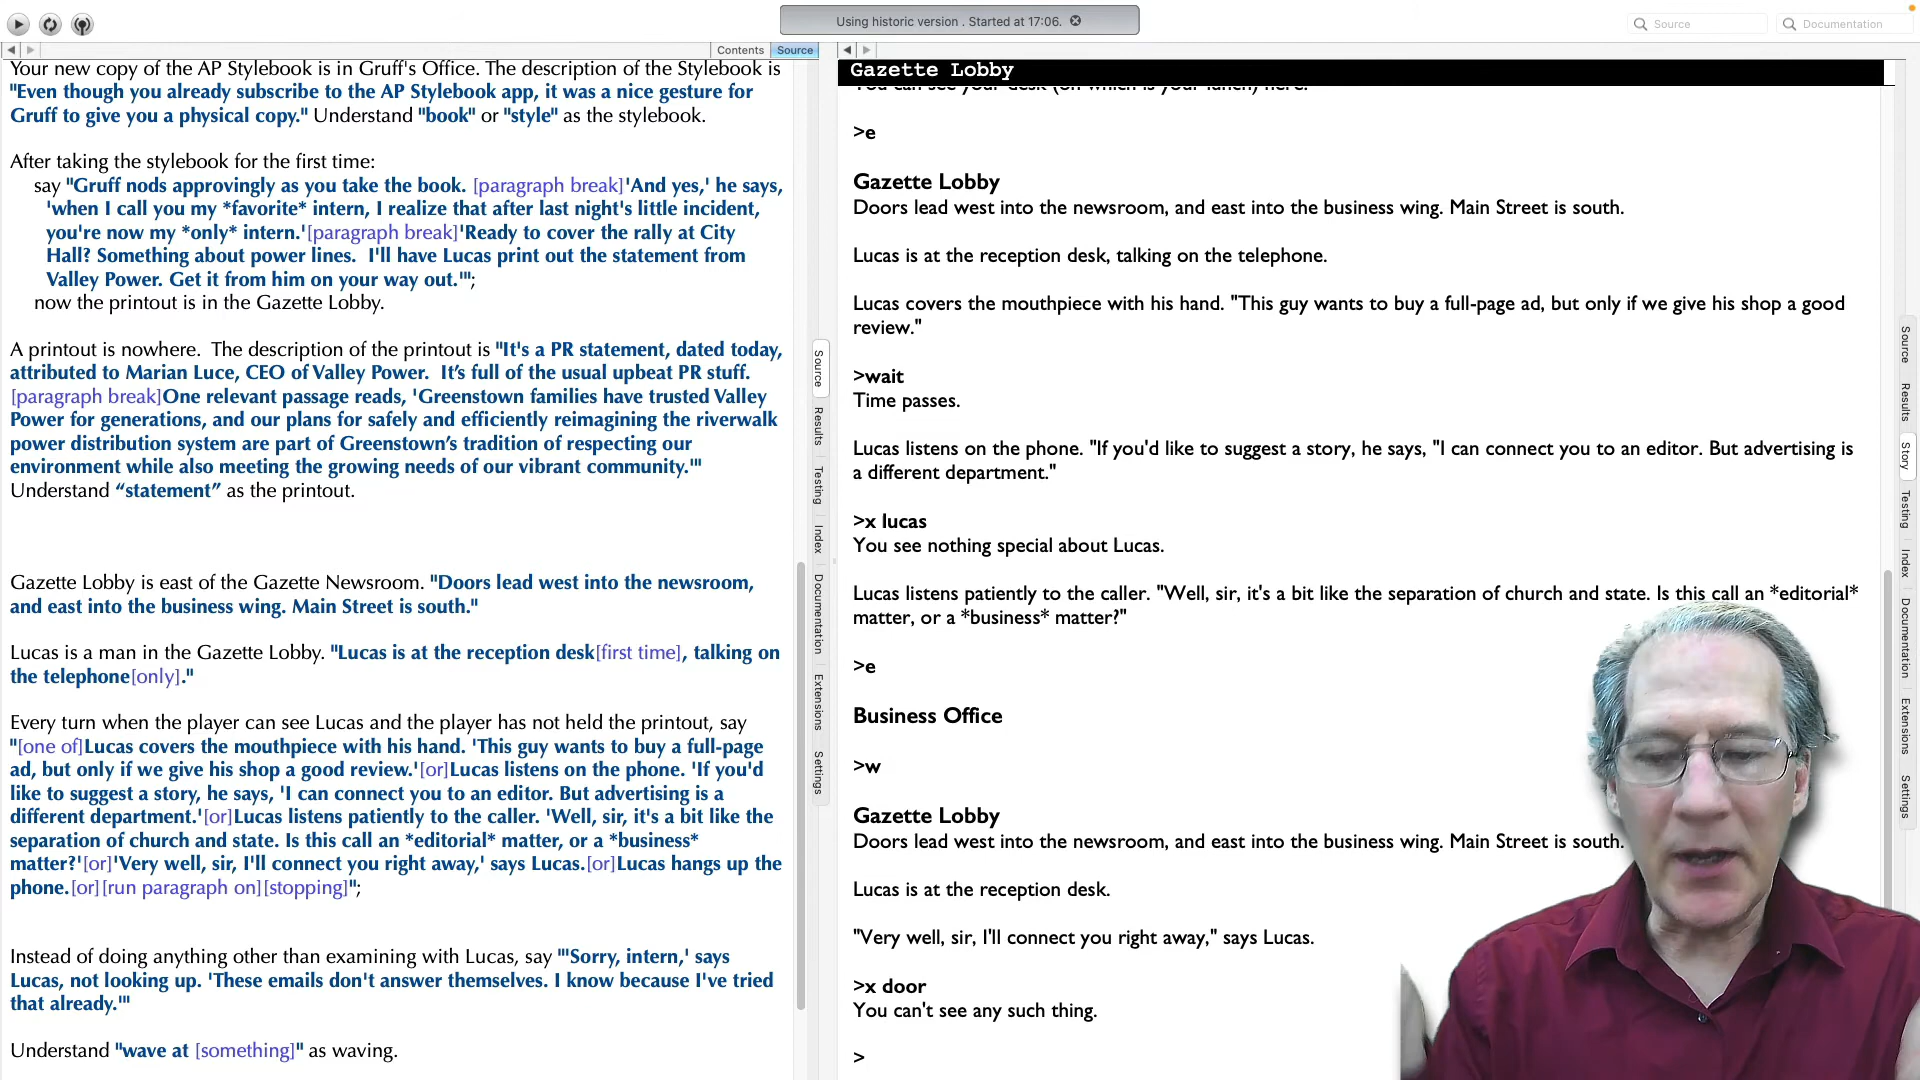 Using historic version . Started at 17:06.
Source
Documentation
Contents
Source
Your new copy of the AP Stylebook is in Gruff's Office. The description of the Stylebook is
"Even though you already subscribe to the AP Stylebook app, it was a nice gesture for
Gruff to give you a physical copy." Understand "book" or "style" as the stylebook.
After taking the stylebook for the first time:
say "Gruff nods approvingly as you take the book. [paragraph break]'And yes,' he says,
'when I call you my *favorite* intern, I realize that after last night's little incident,
you're now my *only* intern.'[paragraph break]'Ready to cover the rally at City
Hall? Something about power lines.  I'll have Lucas print out the statement from
Valley Power. Get it from him on your way out.'";
now the printout is in the Gazette Lobby.
A printout is nowhere.  The description of the printout is "It's a PR statement, dated today,
attributed to Marian Luce, CEO of Valley Power.  It’s full of the usual upbeat PR stuff.
[paragraph break]One relevant passage reads, 'Greenstown families have trusted Valley
Power for generations, and our plans for safely and efficiently reimagining the riverwalk
power distribution system are part of Greenstown’s tradition of respecting our
environment while also meeting the growing needs of our vibrant community.'"
Understand “statement” as the printout.
Gazette Lobby is east of the Gazette Newsroom. "Doors lead west into the newsroom,
and east into the business wing. Main Street is south."
Lucas is a man in the Gazette Lobby. "Lucas is at the reception desk[first time], talking on
the telephone[only]."
Every turn when the player can see Lucas and the player has not held the printout, say
"[one of]Lucas covers the mouthpiece with his hand. 'This guy wants to buy a full-page
ad, but only if we give his shop a good review.'[or]Lucas listens on the phone. 'If you'd
like to suggest a story, he says, 'I can connect you to an editor. But advertising is a
different department.'[or]Lucas listens patiently to the caller. 'Well, sir, it's a bit like the
separation of church and state. Is this call an *editorial* matter, or a *business*
matter?'[or]'Very well, sir, I'll connect you right away,' says Lucas.[or]Lucas hangs up the
phone.[or][run paragraph on][stopping]";
Instead of doing anything other than examining with Lucas, say "'Sorry, intern,' says
Lucas, not looking up. 'These emails don't answer themselves. I know because I've tried
that already.'"
Understand "wave at [something]" as waving.
Source
Results
Testing
Index
Documentation
Extensions
Settings
Gazette Lobby
You can see your desk (on which is your lunch) here.
>e
Gazette Lobby
Doors lead west into the newsroom, and east into the business wing. Main Street is south.
Lucas is at the reception desk, talking on the telephone.
Lucas covers the mouthpiece with his hand. "This guy wants to buy a full-page ad, but only if we give his shop a good
review."
>wait
Time passes.
Lucas listens on the phone. "If you'd like to suggest a story, he says, "I can connect you to an editor. But advertising is
a different department."
>x lucas
You see nothing special about Lucas.
Lucas listens patiently to the caller. "Well, sir, it's a bit like the separation of church and state. Is this call an *editorial*
matter, or a *business* matter?"
>e
Business Office
>w
Gazette Lobby
Doors lead west into the newsroom, and east into the business wing. Main Street is south.
Lucas is at the reception desk.
"Very well, sir, I'll connect you right away," says Lucas.
>x door
You can't see any such thing.
>
Source
Results
Story
Testing
Index
Documentation
Extensions
Settings